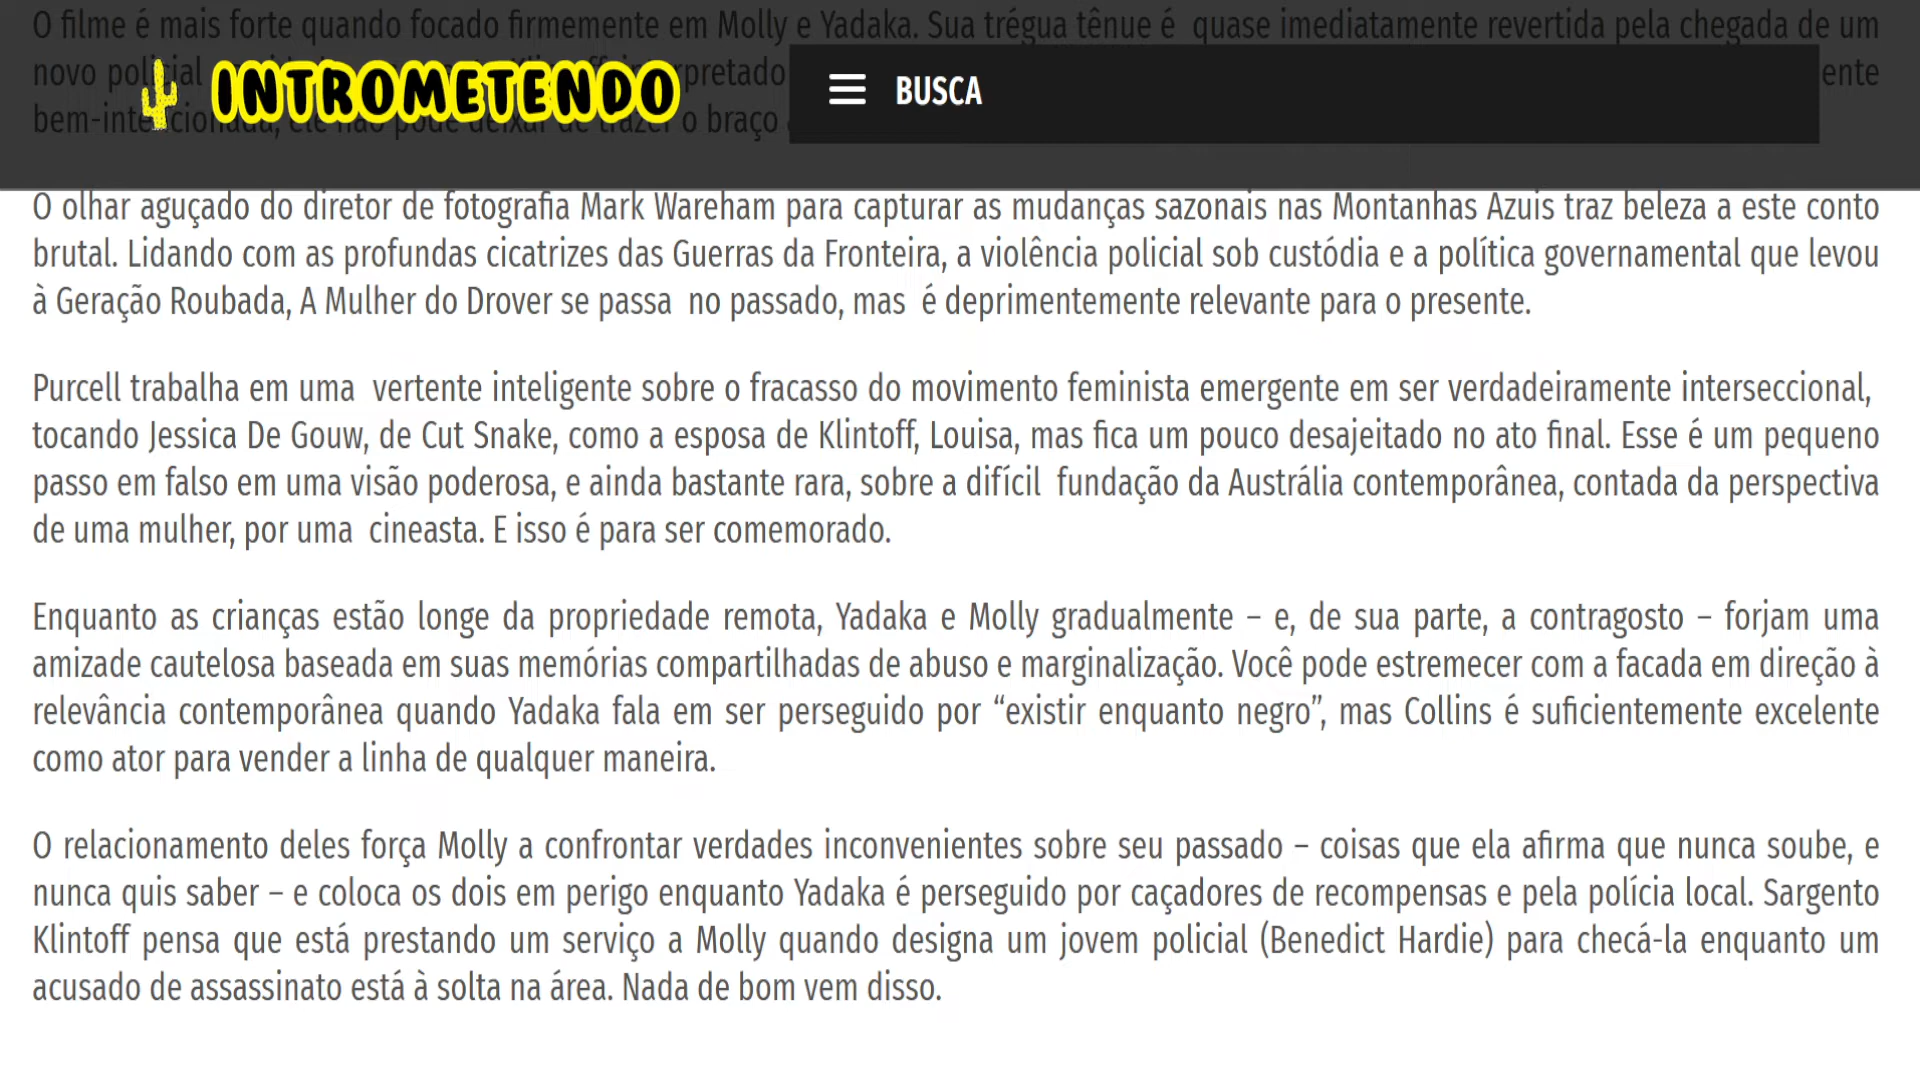 O filme é mais forte quando focado firmemente em Molly e Yadaka. Sua trégua tênue é quase imediatamente revertida pela chegada de um
novo policial pretado ente
INTROMETENDO
BUSCA
bem-intencionada, ele não pode deixar de trazer o braço
O olhar aguçado do diretor de fotografia Mark Wareham para capturar as mudanças sazonais nas Montanhas Azuis traz beleza a este conto
brutal. Lidando com as profundas cicatrizes das Guerras da Fronteira, a violência policial sob custódia e a política governamental que levou
à Geração Roubada, A Mulher do Drover se passa no passado, mas é deprimentemente relevante para o presente.
Purcell trabalha em uma vertente inteligente sobre o fracasso do movimento feminista emergente em ser verdadeiramente interseccional,
tocando Jessica De Gouw, de Cut Snake, como a esposa de Klintoff, Louisa, mas fica um pouco desajeitado no ato final. Esse é um pequeno
passo em falso em uma visão poderosa, e ainda bastante rara, sobre a difícil fundação da Austrália contemporânea, contada da perspectiva
de uma mulher, por uma cineasta. E isso é para ser comemorado.
Enquanto as crianças estão longe da propriedade remota, Yadaka e Molly gradualmente – e, de sua parte, a contragosto – forjam uma
amizade cautelosa baseada em suas memórias compartilhadas de abuso e marginalização. Você pode estremecer com a facada em direção à
relevância contemporânea quando Yadaka fala em ser perseguido por “existir enquanto negro”, mas Collins é suficientemente excelente
como ator para vender a linha de qualquer maneira.
O relacionamento deles força Molly a confrontar verdades inconvenientes sobre seu passado – coisas que ela afirma que nunca soube, e
nunca quis saber – e coloca os dois em perigo enquanto Yadaka é perseguido por caçadores de recompensas e pela polícia local. Sargento
Klintoff pensa que está prestando um serviço a Molly quando designa um jovem policial (Benedict Hardie) para checá-la enquanto um
acusado de assassinato está à solta na área. Nada de bom vem disso.